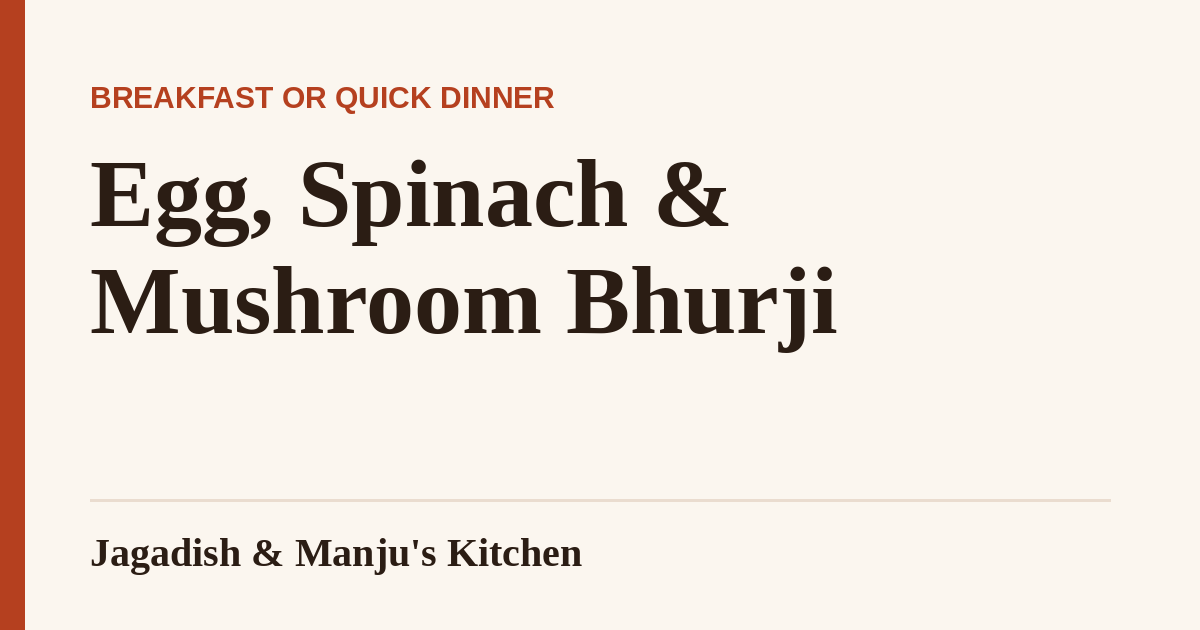 BREAKFAST OR QUICK DINNER
Egg, Spinach &
Mushroom Bhurji
Jagadish & Manju's Kitchen